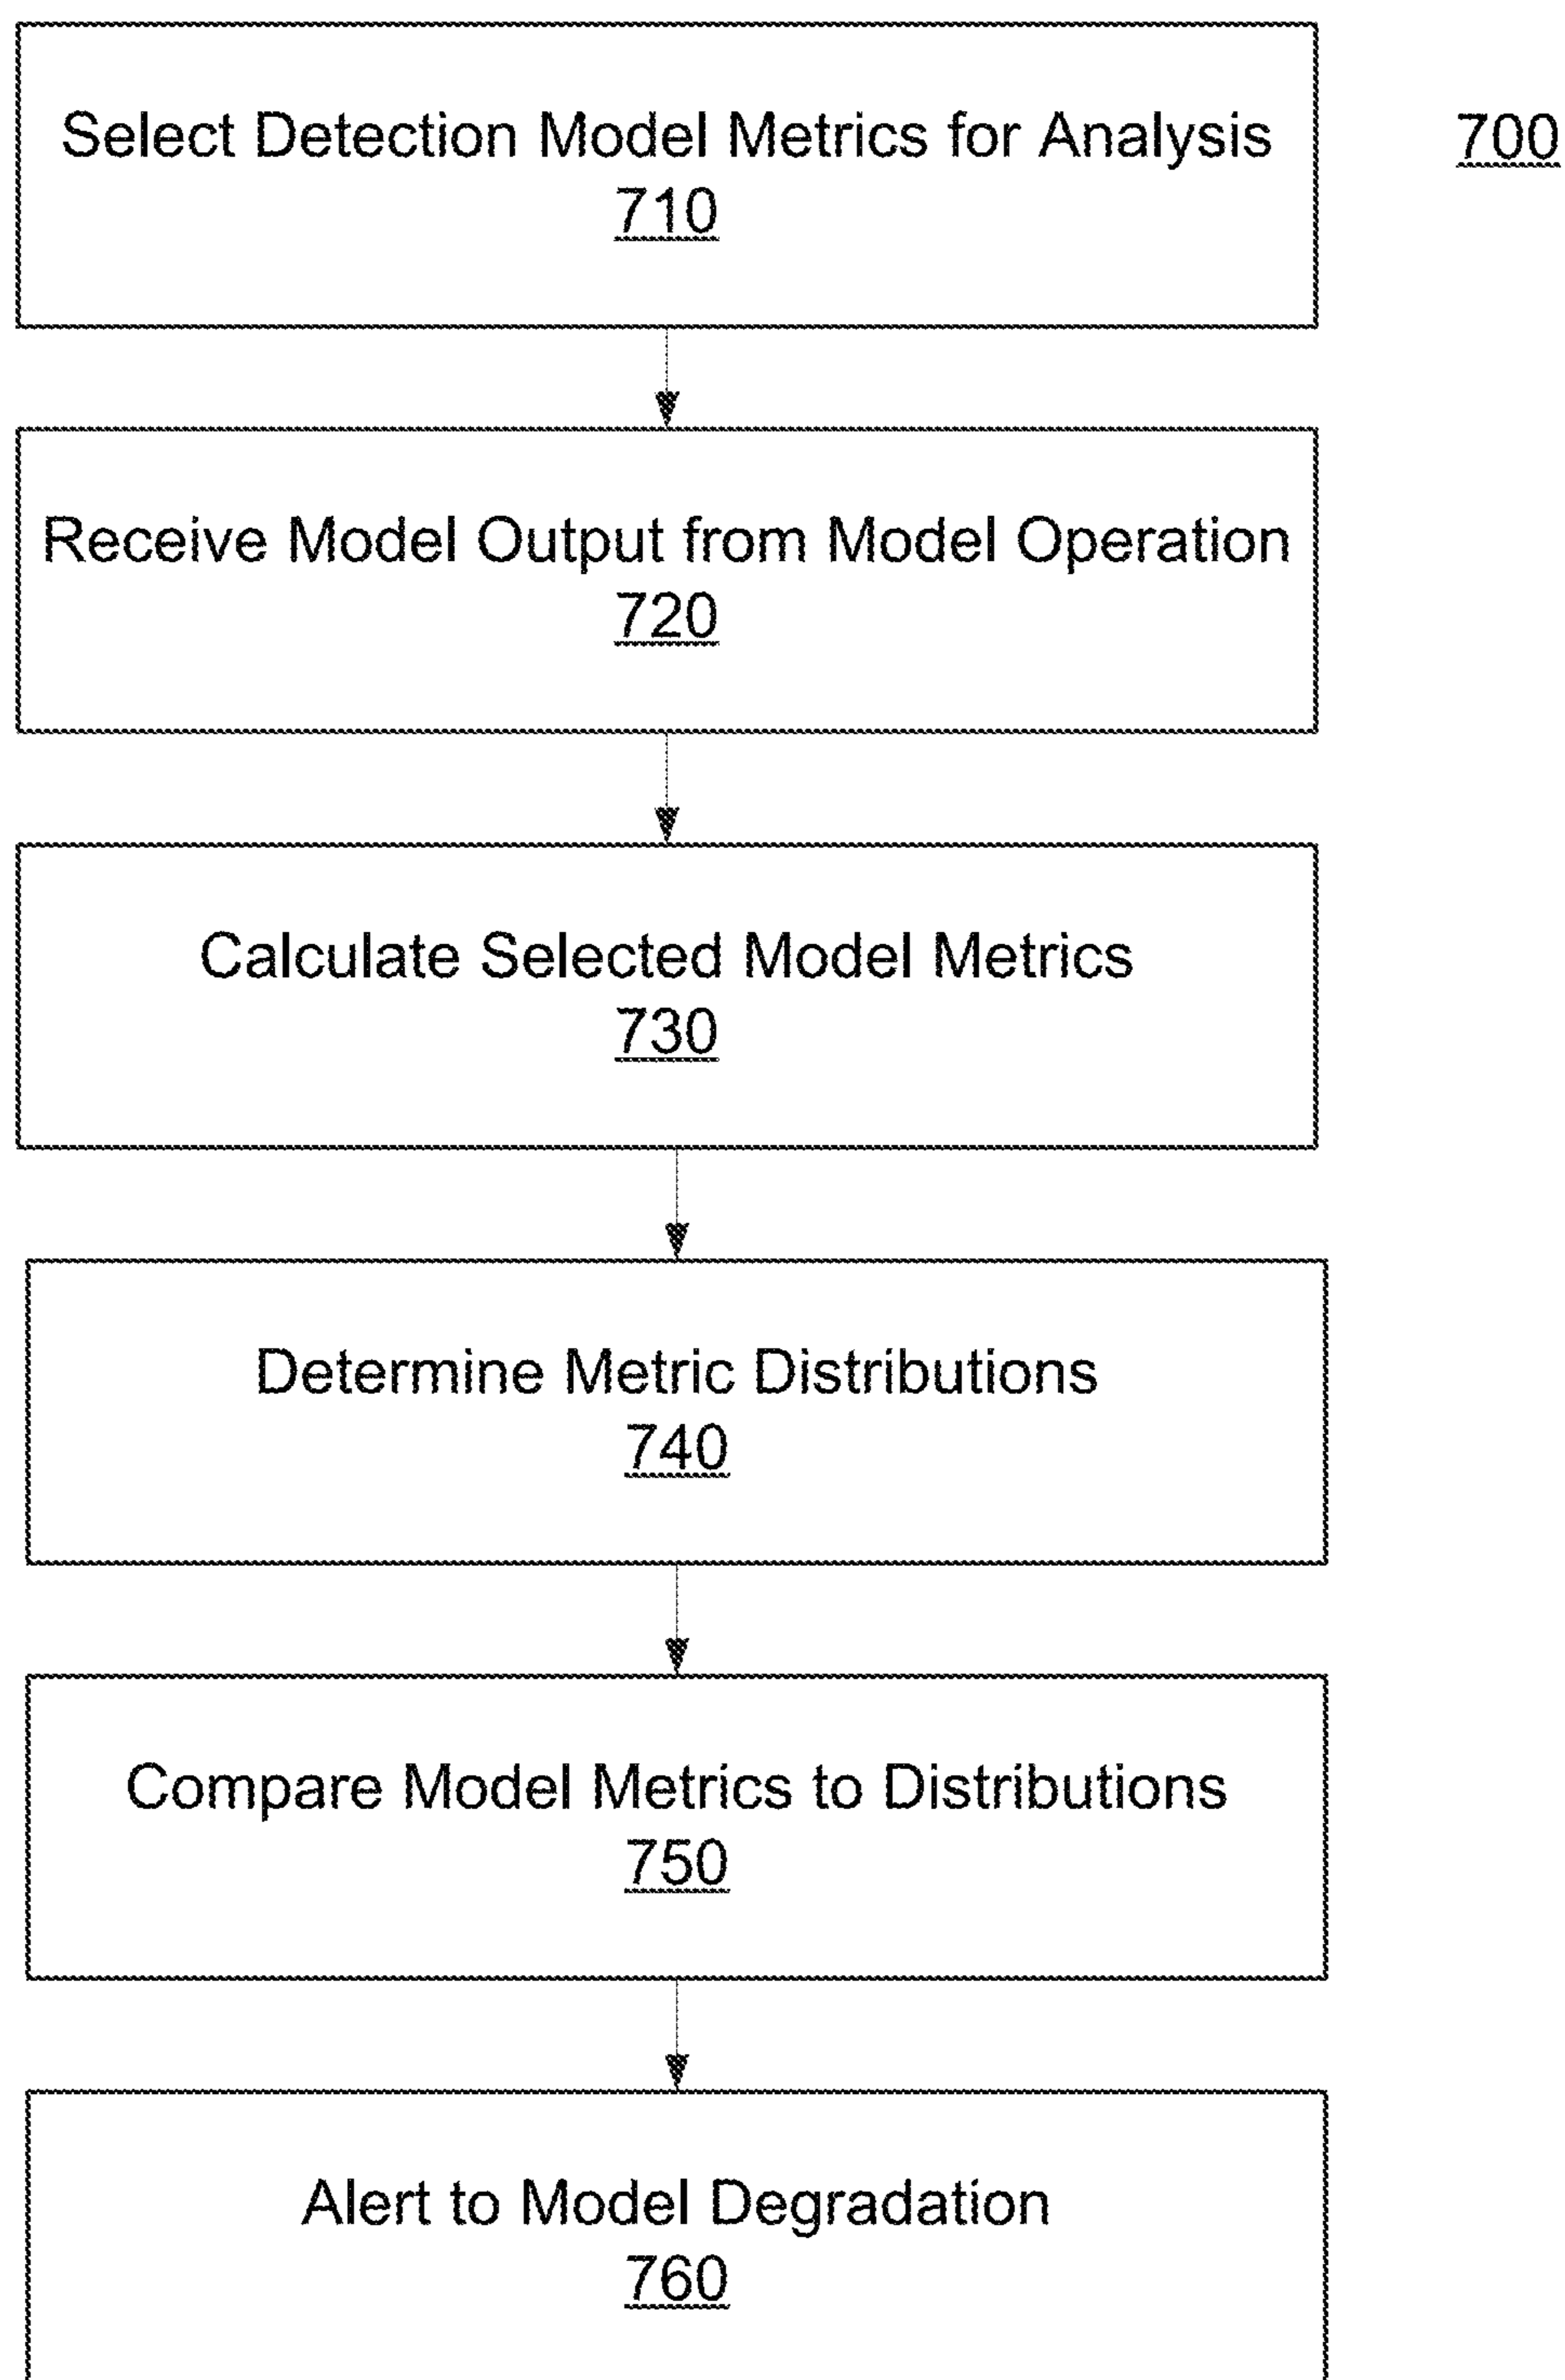 Select Detection Model Metrics for Analysis
710
700
Receive Model Output from Model Operation
720
Calculate Selected Model Metrics
730
Determine Metric Distributions
740
Compare Model Metrics to Distributions
750
Alert to Model Degradation
760